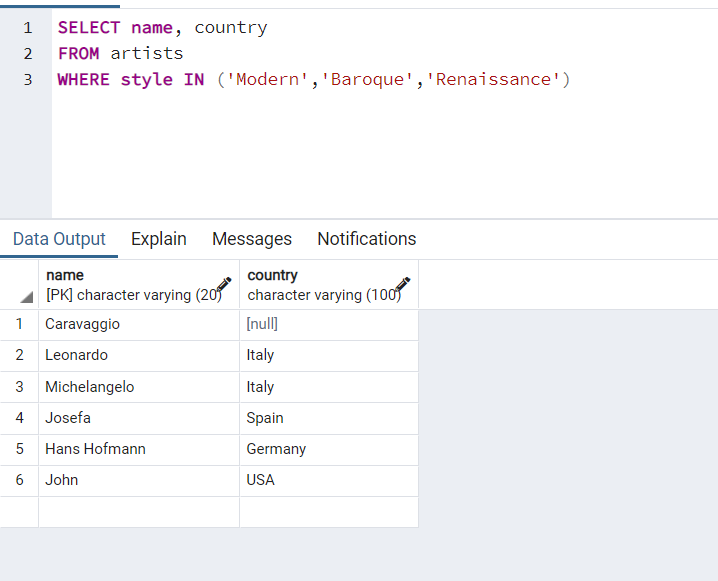 1 SELECT name, country
2 FROM artists
3 WHERE style IN ('Modern','Baroque','Renaissance')
Data Output Explain Messages Notifications
name country
[PK] character varying (20) character varying (100)
1 Caravaggio [null]
2 Leonardo Italy
3 Michelangelo Italy
4 Josefa Spain
5 Hans Hofmann Germany
6 John USA